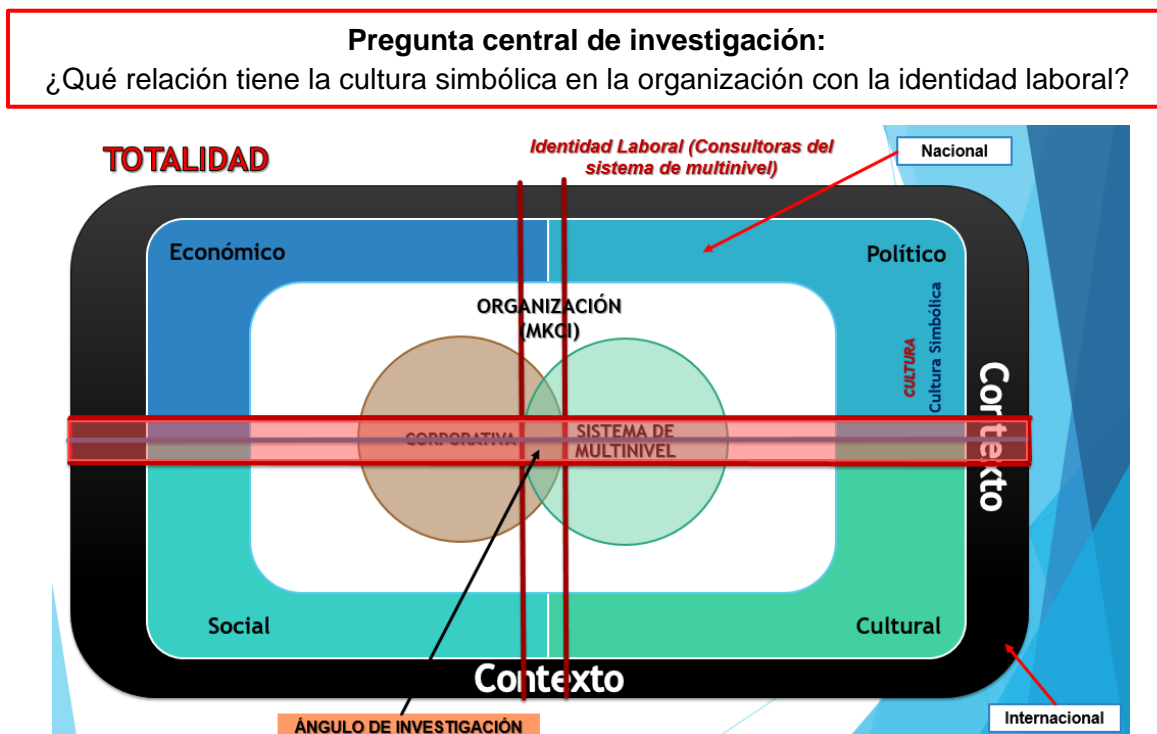 Pregunta central de investigación:
¿Qué relación tiene la cultura simbólica en la organización con la identidad laboral?
TOTALIDAD
Identidad Laboral (Consultoras del
sistema de multinivel)
Nacional
Económico
Político
ORGANIZACIÓN
(MKCI)
CULTURA
Cultura Simbólica
Contexto
CORPORATIVA
SISTEMA DE
MULTINIVEL
Social
Cultural
Contexto
ÁNGULO DE INVESTIGACIÓN
Internacional